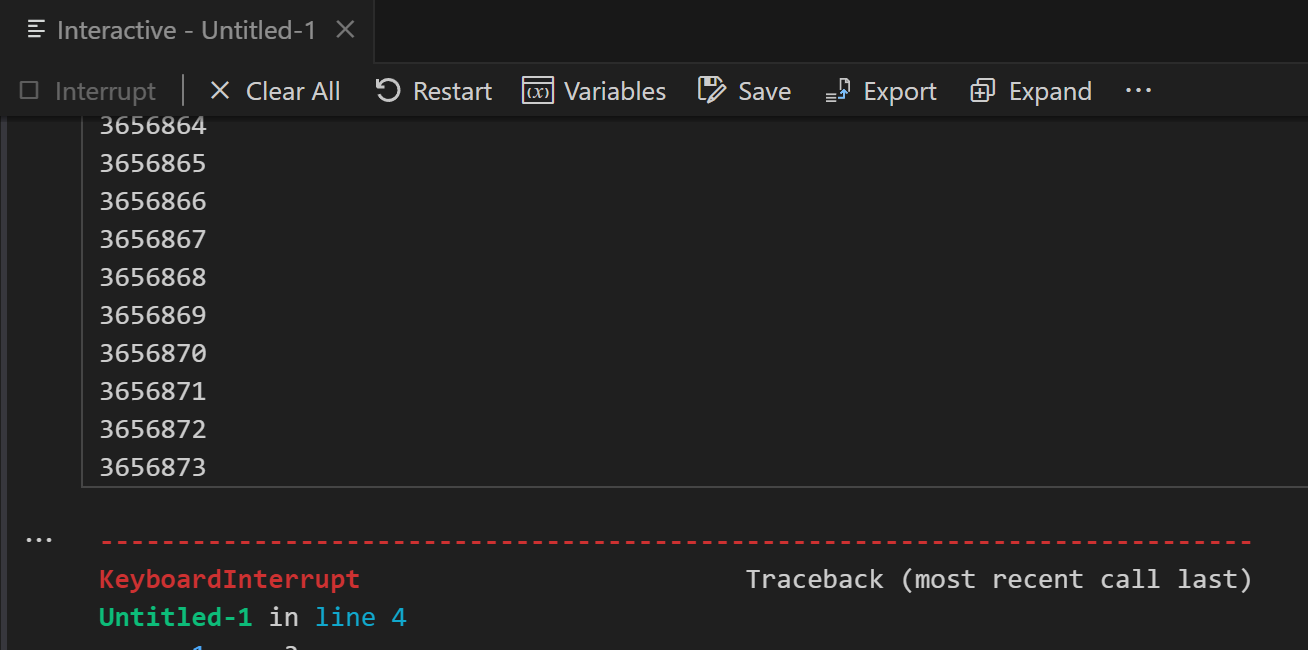 Interactive - Untitled-1
Interrupt | Clear All Restart Variables Save Export Expand ...
3656864
3656865
3656866
3656867
3656868
3656869
3656870
3656871
3656872
3656873
... ---------------------------------------------------------------------------
KeyboardInterrupt Traceback (most recent call last)
Untitled-1 in line 4